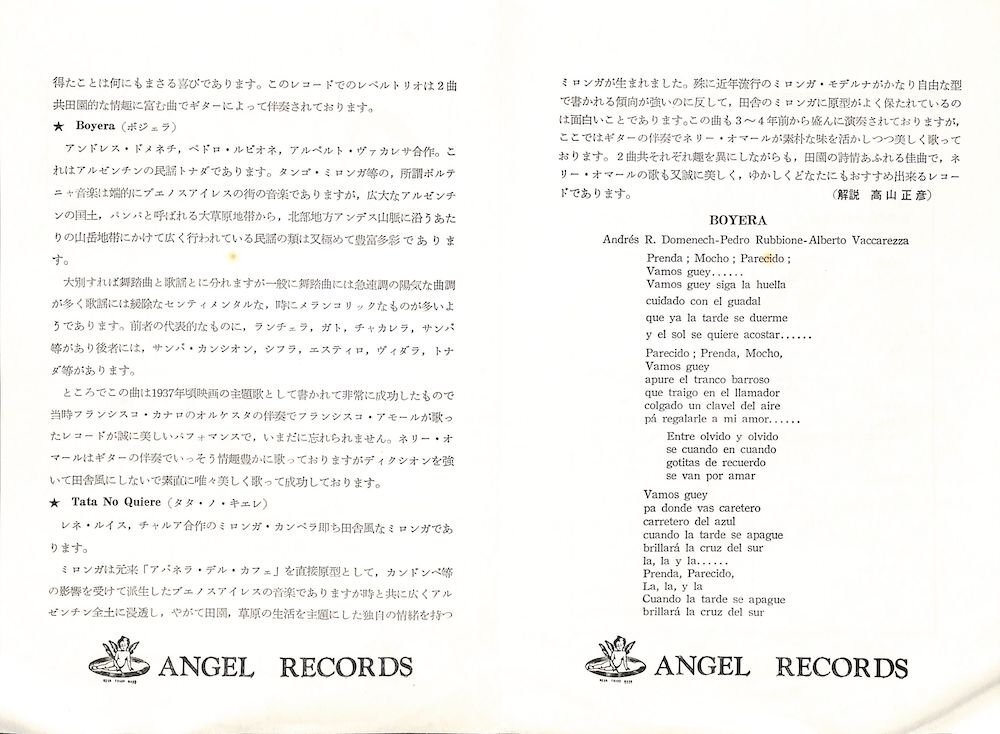 得たことは何にもまさる喜びであります。このレコードでのレベルトリオは2曲
共田園的な情趣に富む曲でギターによって伴奏されております。
★ Boyera（ボジェラ）
アンドレス・ドメネチ，ペドロ・ルビオネ，アルベルト・ヴァカレサ合作。こ
れはアルゼンチンの民謡トナダであります。タンゴ・ミロンガ等の，所謂ポルテ
ニャ音楽は端的にブエノスアイレスの街の音楽でありますが，広大なアルゼンチ
ンの国土，パンパと呼ばれる大草原地帯から，北部地方アンデス山脈に沿うあた
りの山岳地帯にかけて広く行われている民謡の類は又極めて豊富多彩でありま
す。
大別すれば舞踏曲と歌謡とに分れますが一般に舞踏曲には急速調の陽気な曲調
が多く歌謡には緩除なセンティメンタルな，時にメランコリックなものが多いよ
うであります。前者の代表的なものに，ランチェラ，ガト，チャカレラ，サンバ
等があり後者には，サンバ・カンシオン，シフラ，エスティロ，ヴィダラ，トナ
ダ等があります。
ところでこの曲は1937年頃映画の主題歌として書かれて非常に成功したもので
当時フランシスコ・カナロのオルケスタの伴奏でフランシスコ・アモールが歌っ
たレコードが誠に美しいパフォマンスで，いまだに忘れられません。ネリー・オ
マールはギターの伴奏でいっそう情趣豊かに歌っておりますがディクシオンを強
いて田舎風にしないで素直に唯々美しく歌って成功しております。
★ Tata No Quiere（タタ・ノ・キエレ）
レネ・ルイス，チャルア合作のミロンガ・カンペラ即ち田舎風なミロンガであ
ります。
ミロンガは元来「アバネラ・デル・カフェ」を直接原型として，カンドンベ等
の影響を受けて派生したブエノスアイレスの音楽でありますが時と共に広くアル
ゼンチン全土に浸透し，やがて田園，草原の生活を主題にした独自の情緒を持つ
ANGEL RECORDS
ミロンガが生まれました。殊に近年流行のミロンガ・モデルナがかなり自由な型
で書かれる傾向が強いのに反して，田舎のミロンガに原型がよく保たれているの
は面白いことであります。この曲も3～4年前から盛んに演奏されておりますが，
ここではギターの伴奏でネリー・オマールが素朴な味を活かしつつ美しく歌って
おります。2曲共それぞれ趣を異にしながらも，田園の詩情あふれる佳曲で，ネ
リー・オマールの歌も又誠に美しく，ゆかしくどなたにもおすすめ出来るレコー
ドであります。（解説 高山正彦）
BOYERA
Andrés R. Domenech-Pedro Rubbione-Alberto Vaccarezza
Prenda ; Mocho ; Parecido ;
Vamos guey......
Vamos guey siga la huella
cuidado con el guadal
que ya la tarde se duerme
y el sol se quiere acostar......
Parecido ; Prenda, Mocho,
Vamos guey
apure el tranco barroso
que traigo en el llamador
colgado un clavel del aire
pá regalarle a mi amor......
Entre olvido y olvido
se cuando en cuando
gotitas de recuerdo
se van por amar
Vamos guey
pa donde vas caretero
carretero del azul
cuando la tarde se apague
brillará la cruz del sur
la, la y la......
Prenda, Parecido,
La, la, y la
Cuando la tarde se apague
brillará la cruz del sur
ANGEL RECORDS